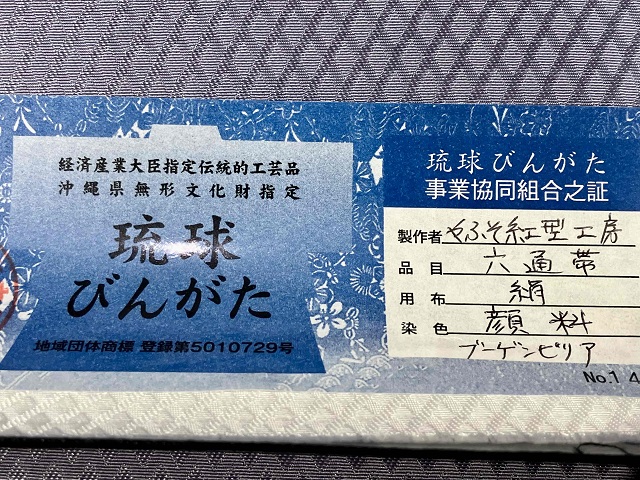 経済産業大臣指定伝統的工芸品
沖縄県無形文化財指定
琉球
びんがた
地域団体商標 登録第5010729号
琉球びんがた
事業協同組合之証
製作者 やふそ紅型工房
品目 六通帯
用布 絹
染色 顔料
ブーゲンビリア
No.1 4